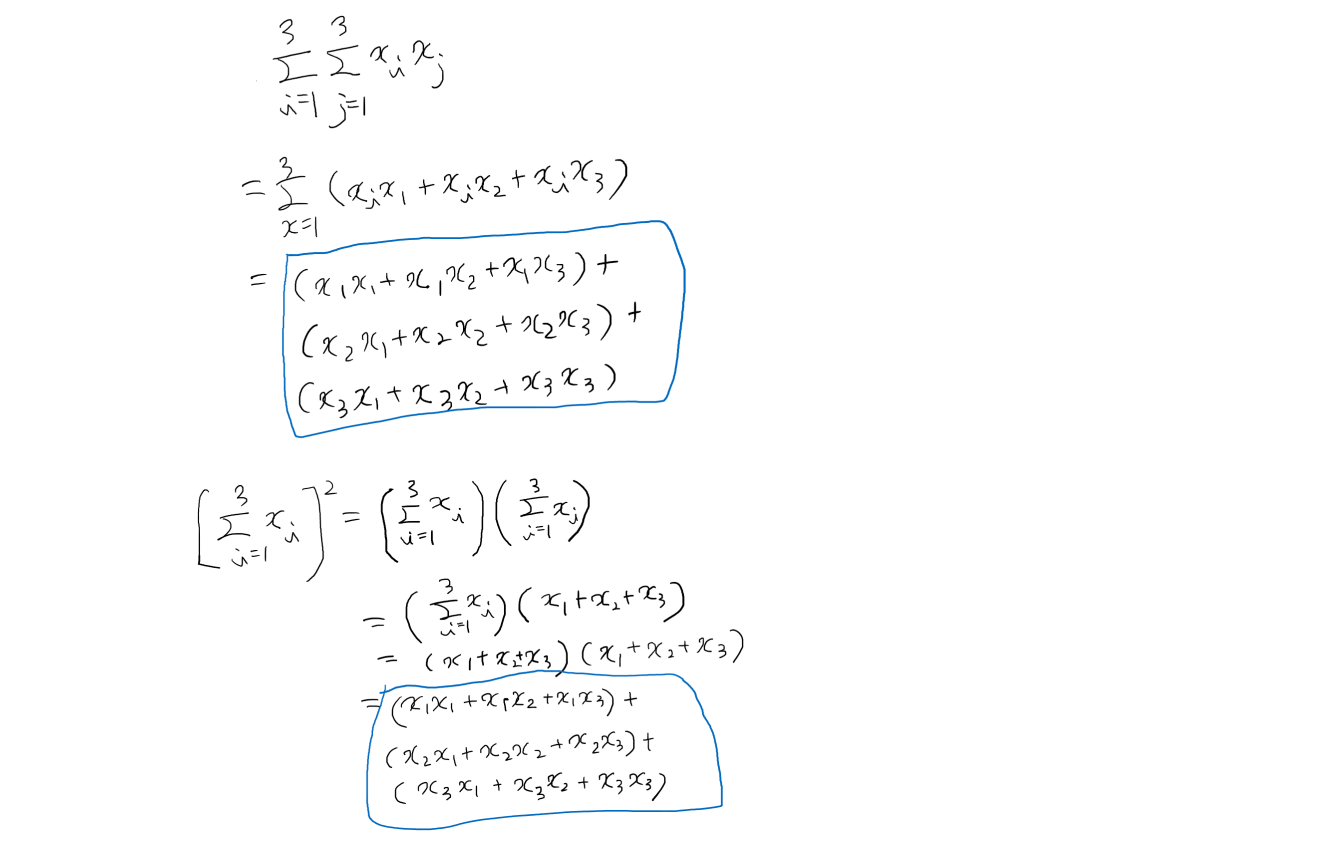 $\sum_{i=1}^{3} \sum_{j=1}^{3} x_i x_j$
$= \sum_{x=1}^{3} (x_i x_1 + x_i x_2 + x_i x_3)$
$= (x_1 x_1 + x_1 x_2 + x_1 x_3) +$
$(x_2 x_1 + x_2 x_2 + x_2 x_3) +$
$(x_3 x_1 + x_3 x_2 + x_3 x_3)$
$\left[ \sum_{i=1}^{3} x_i \right]^2 = \left( \sum_{i=1}^{3} x_i \right) \left( \sum_{i=1}^{3} x_i \right)$
$= \left( \sum_{i=1}^{3} x_i \right) (x_1 + x_2 + x_3)$
$= (x_1 + x_2 + x_3)(x_1 + x_2 + x_3)$
$= (x_1 x_1 + x_1 x_2 + x_1 x_3) +$
$(x_2 x_1 + x_2 x_2 + x_2 x_3) +$
$(x_3 x_1 + x_3 x_2 + x_3 x_3)$